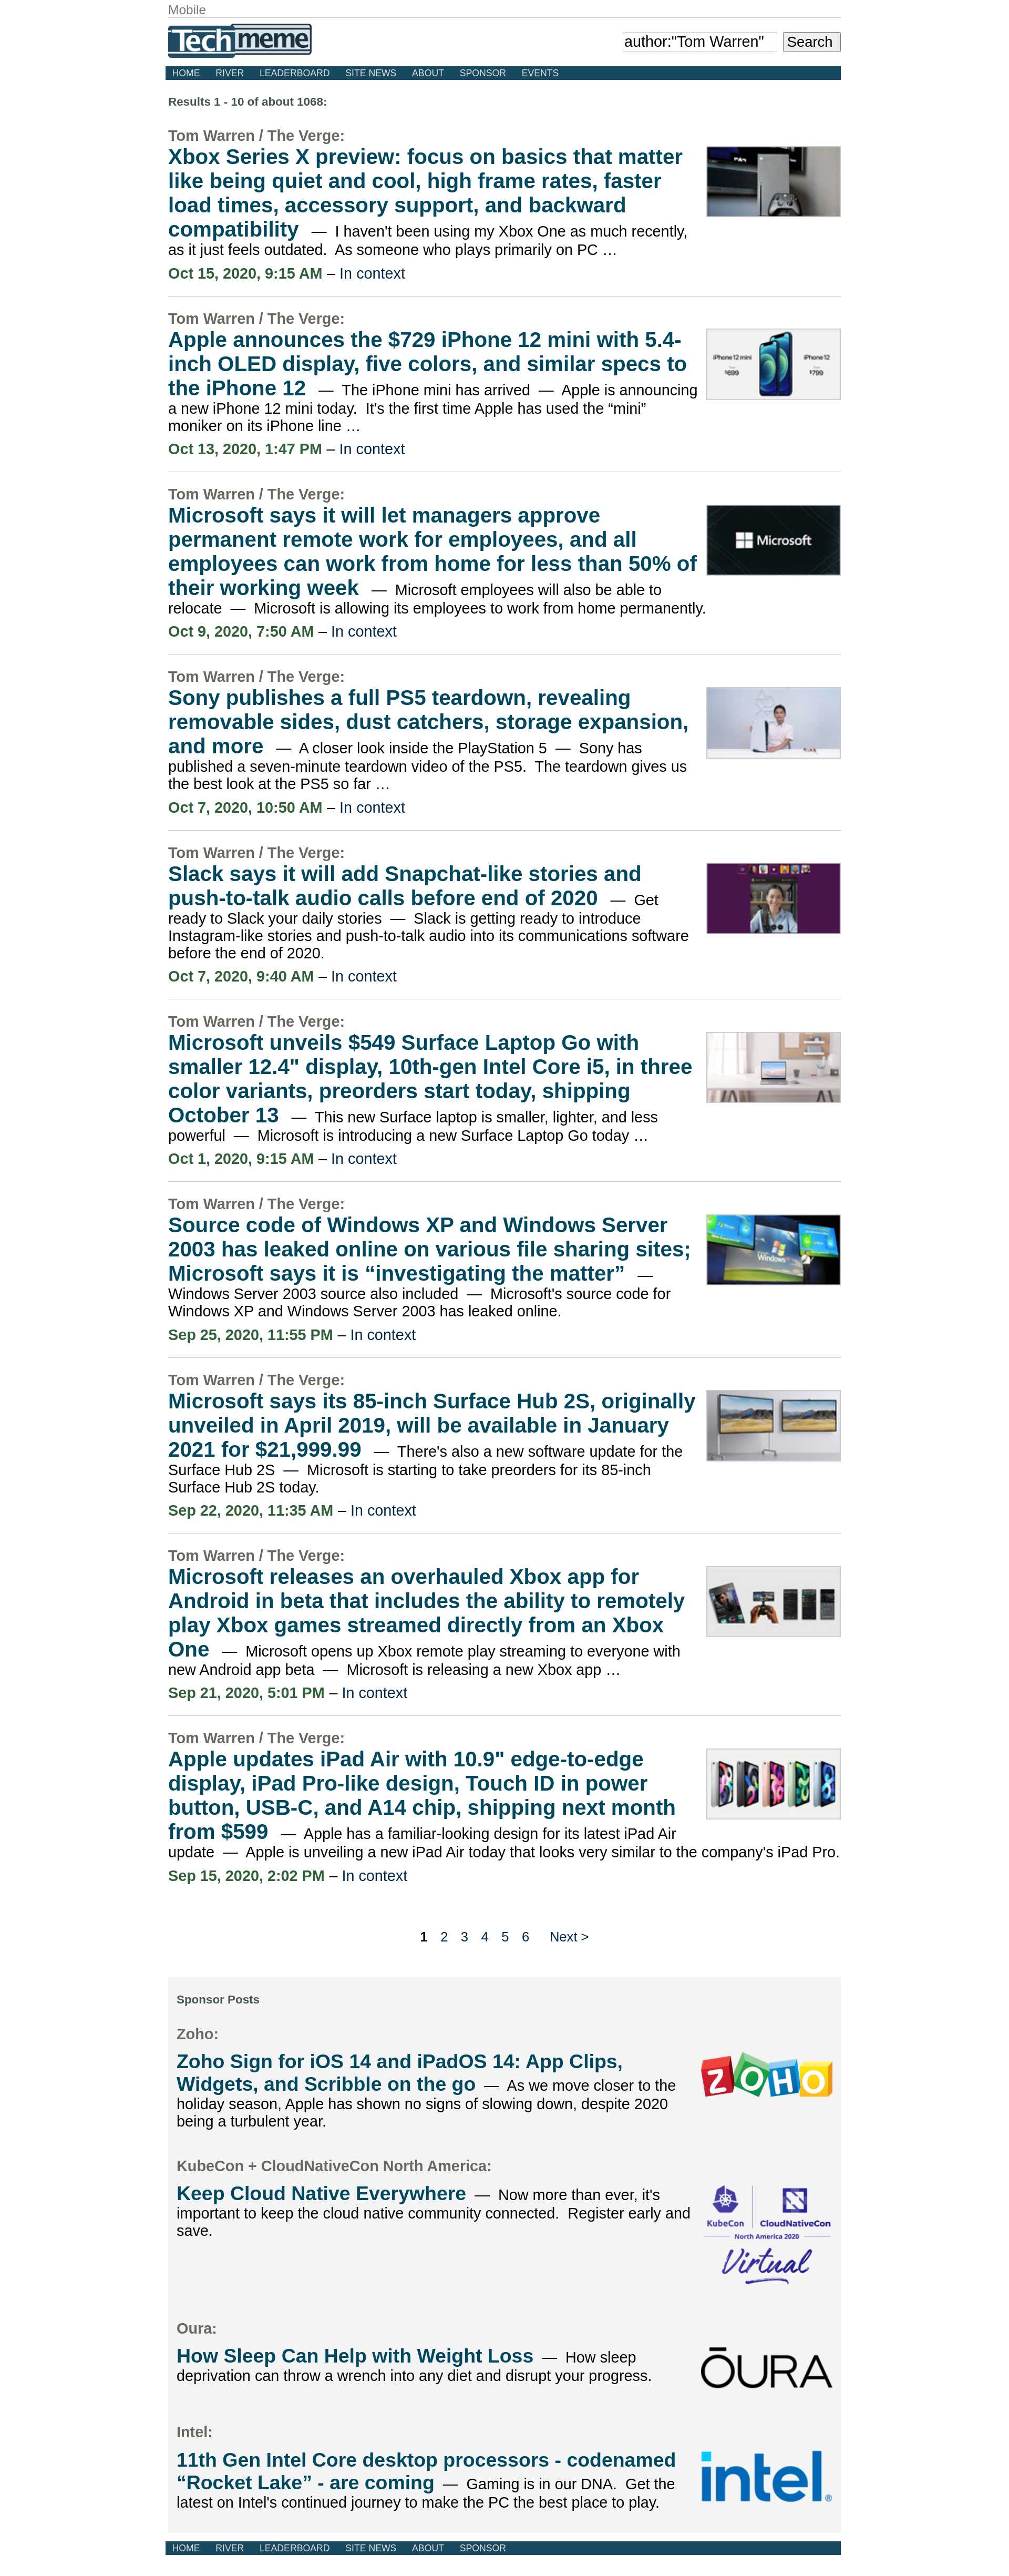 Mobile
Techmeme
author:"Tom Warren"
Search
HOME RIVER LEADERBOARD SITE NEWS ABOUT SPONSOR EVENTS
Results 1 - 10 of about 1068:
Tom Warren / The Verge:
Xbox Series X preview: focus on basics that matter
like being quiet and cool, high frame rates, faster
load times, accessory support, and backward
compatibility — I haven't been using my Xbox One as much recently,
as it just feels outdated. As someone who plays primarily on PC …
Oct 15, 2020, 9:15 AM – In context
Tom Warren / The Verge:
Apple announces the $729 iPhone 12 mini with 5.4-
inch OLED display, five colors, and similar specs to
the iPhone 12 — The iPhone mini has arrived — Apple is announcing
a new iPhone 12 mini today. It's the first time Apple has used the “mini”
moniker on its iPhone line …
iPhone 12 mini
$699
iPhone 12
$799
Oct 13, 2020, 1:47 PM – In context
Tom Warren / The Verge:
Microsoft says it will let managers approve
permanent remote work for employees, and all
employees can work from home for less than 50% of
their working week — Microsoft employees will also be able to
relocate — Microsoft is allowing its employees to work from home permanently.
Microsoft
Oct 9, 2020, 7:50 AM – In context
Tom Warren / The Verge:
Sony publishes a full PS5 teardown, revealing
removable sides, dust catchers, storage expansion,
and more — A closer look inside the PlayStation 5 — Sony has
published a seven-minute teardown video of the PS5. The teardown gives us
the best look at the PS5 so far …
Oct 7, 2020, 10:50 AM – In context
Tom Warren / The Verge:
Slack says it will add Snapchat-like stories and
push-to-talk audio calls before end of 2020 — Get
ready to Slack your daily stories — Slack is getting ready to introduce
Instagram-like stories and push-to-talk audio into its communications software
before the end of 2020.
Oct 7, 2020, 9:40 AM – In context
Tom Warren / The Verge:
Microsoft unveils $549 Surface Laptop Go with
smaller 12.4" display, 10th-gen Intel Core i5, in three
color variants, preorders start today, shipping
October 13 — This new Surface laptop is smaller, lighter, and less
powerful — Microsoft is introducing a new Surface Laptop Go today …
Oct 1, 2020, 9:15 AM – In context
Tom Warren / The Verge:
Source code of Windows XP and Windows Server
2003 has leaked online on various file sharing sites;
Microsoft says it is “investigating the matter” —
Windows Server 2003 source also included — Microsoft's source code for
Windows XP and Windows Server 2003 has leaked online.
Windows
Sep 25, 2020, 11:55 PM – In context
Tom Warren / The Verge:
Microsoft says its 85-inch Surface Hub 2S, originally
unveiled in April 2019, will be available in January
2021 for $21,999.99 — There's also a new software update for the
Surface Hub 2S — Microsoft is starting to take preorders for its 85-inch
Surface Hub 2S today.
Sep 22, 2020, 11:35 AM – In context
Tom Warren / The Verge:
Microsoft releases an overhauled Xbox app for
Android in beta that includes the ability to remotely
play Xbox games streamed directly from an Xbox
One — Microsoft opens up Xbox remote play streaming to everyone with
new Android app beta — Microsoft is releasing a new Xbox app …
Sep 21, 2020, 5:01 PM – In context
Tom Warren / The Verge:
Apple updates iPad Air with 10.9" edge-to-edge
display, iPad Pro-like design, Touch ID in power
button, USB-C, and A14 chip, shipping next month
from $599 — Apple has a familiar-looking design for its latest iPad Air
update — Apple is unveiling a new iPad Air today that looks very similar to the company's iPad Pro.
Sep 15, 2020, 2:02 PM – In context
1 2 3 4 5 6 Next >
Sponsor Posts
Zoho:
Zoho Sign for iOS 14 and iPadOS 14: App Clips,
Widgets, and Scribble on the go — As we move closer to the
holiday season, Apple has shown no signs of slowing down, despite 2020
being a turbulent year.
ZOHO
KubeCon + CloudNativeCon North America:
Keep Cloud Native Everywhere — Now more than ever, it's
important to keep the cloud native community connected. Register early and
save.
KubeCon CloudNativeCon
North America 2020
Virtual
Oura:
How Sleep Can Help with Weight Loss — How sleep
deprivation can throw a wrench into any diet and disrupt your progress.
ŌURA
Intel:
11th Gen Intel Core desktop processors - codenamed
“Rocket Lake” - are coming — Gaming is in our DNA. Get the
latest on Intel's continued journey to make the PC the best place to play.
intel®
HOME RIVER LEADERBOARD SITE NEWS ABOUT SPONSOR